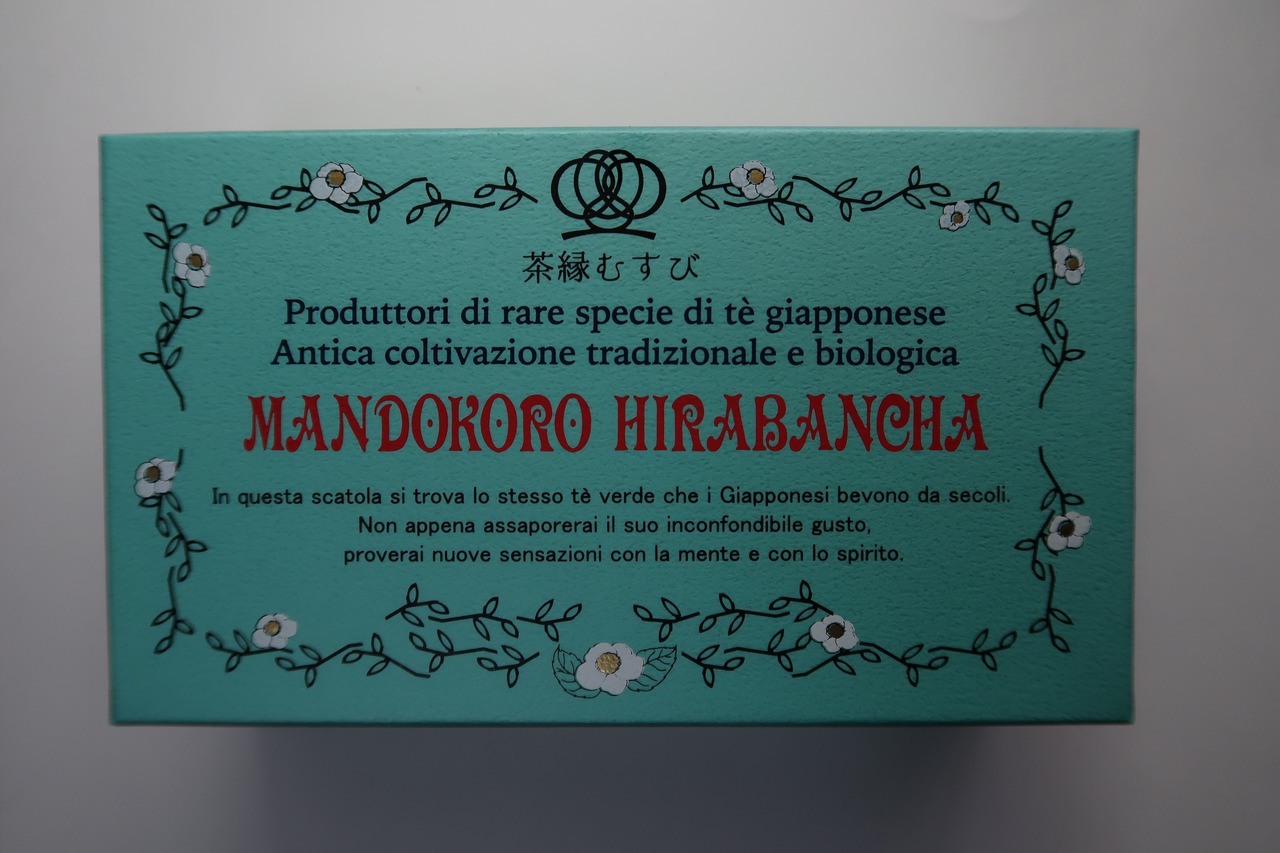 茶縁むすび
Produttori di rare specie di tè giapponese
Antica coltivazione tradizionale e biologica
MANDOKORO HIRABANCHA
In questa scatola si trova lo stesso tè verde che i Giapponesi bevono da secoli.
Non appena assaporerai il suo inconfondibile gusto,
proverai nuove sensazioni con la mente e con lo spirito.